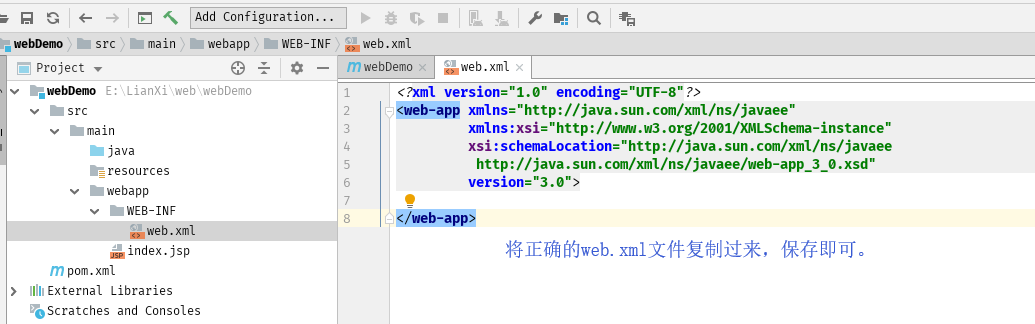 Add Configuration...
webDemo src main webapp WEB-INF web.xml
Project
webDemo web.xml
webDemo E:\LianXi\web\webDemo
src
main
java
resources
webapp
WEB-INF
web.xml
index.jsp
JSP
pom.xml
External Libraries
Scratches and Consoles
1 <?xml version="1.0" encoding="UTF-8"?>
2 <web-app xmlns="http://java.sun.com/xml/ns/javaee"
3 xmlns:xsi="http://www.w3.org/2001/XMLSchema-instance"
4 xsi:schemaLocation="http://java.sun.com/xml/ns/javaee
5 http://java.sun.com/xml/ns/javaee/web-app_3_0.xsd"
6 version="3.0">
7
8 </web-app>
将正确的web.xml文件复制过来，保存即可。